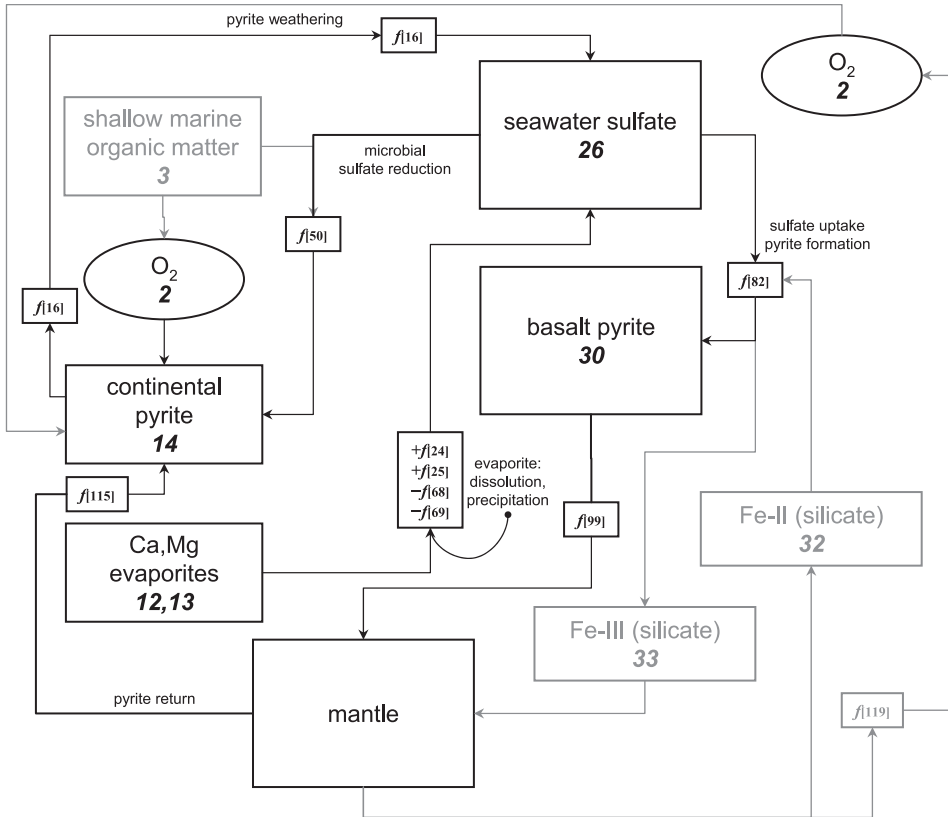 pyrite weathering
f[16]
f[16]
O2
2
shallow marine
organic matter
3
seawater sulfate
26
microbial
sulfate reduction
f[50]
sulfate uptake
pyrite formation
f[82]
O2
2
f[16]
basalt pyrite
30
continental
pyrite
14
+f[24]
+f[25]
−f[68]
−f[69]
evaporite:
dissolution,
precipitation
f[115]
f[99]
Fe-II (silicate)
32
Ca,Mg
evaporites
12,13
Fe-III (silicate)
33
pyrite return
mantle
f[119]